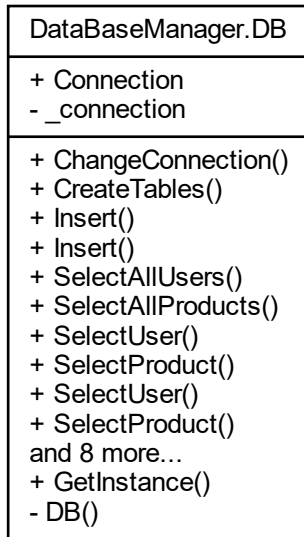 DataBaseManager.DB
+ Connection
- _connection
+ ChangeConnection()
+ CreateTables()
+ Insert()
+ Insert()
+ SelectAllUsers()
+ SelectAllProducts()
+ SelectUser()
+ SelectProduct()
+ SelectUser()
+ SelectProduct()
and 8 more...
+ GetInstance()
- DB()